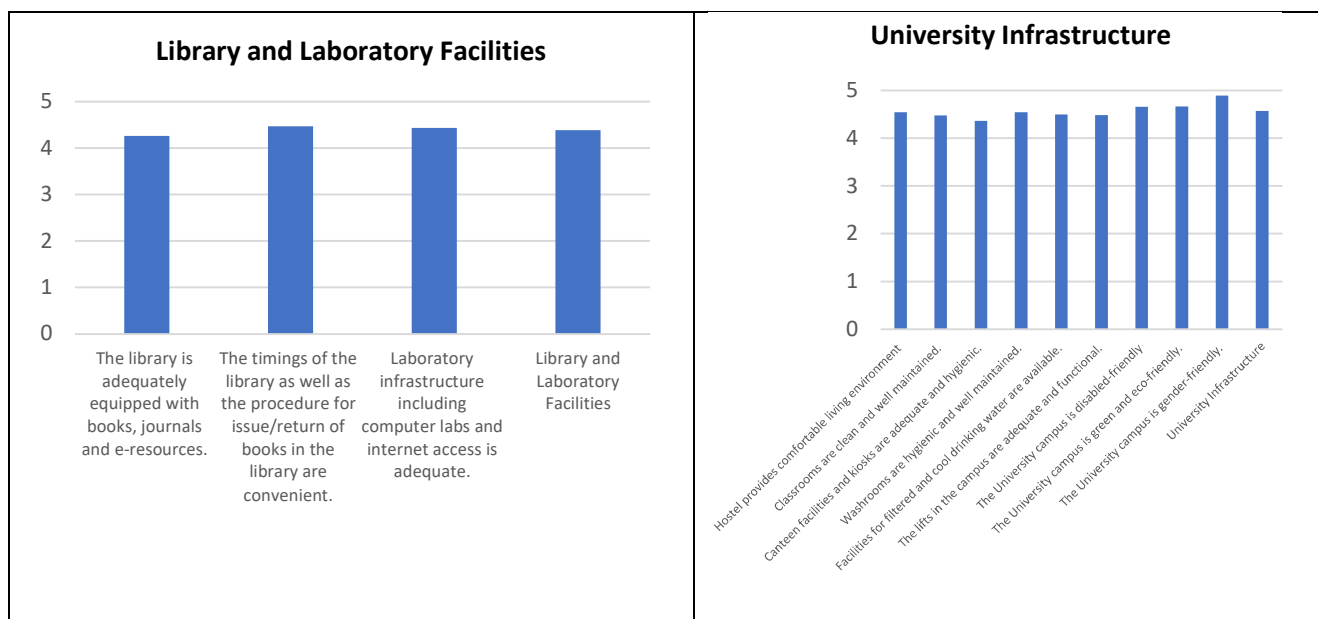 Library and Laboratory Facilities
5
4
3
2
1
0
The library is
adequately
equipped with
books, journals
and e-resources.
The timings of the
library as well as
the procedure for
issue/return of
books in the
library are
convenient.
Laboratory
infrastructure
including
computer labs and
internet access is
adequate.
Library and
Laboratory
Facilities
University Infrastructure
5
4
3
2
1
0
Hostel provides comfortable living environment
Classrooms are clean and well maintained.
Canteen facilities and kiosks are adequate and hygienic.
Washrooms are hygienic and well maintained.
Facilities for filtered and cool drinking water are available.
The lifts in the campus are adequate and functional.
The University campus is disabled-friendly
The University campus is green and eco-friendly.
The University campus is gender-friendly.
University Infrastructure